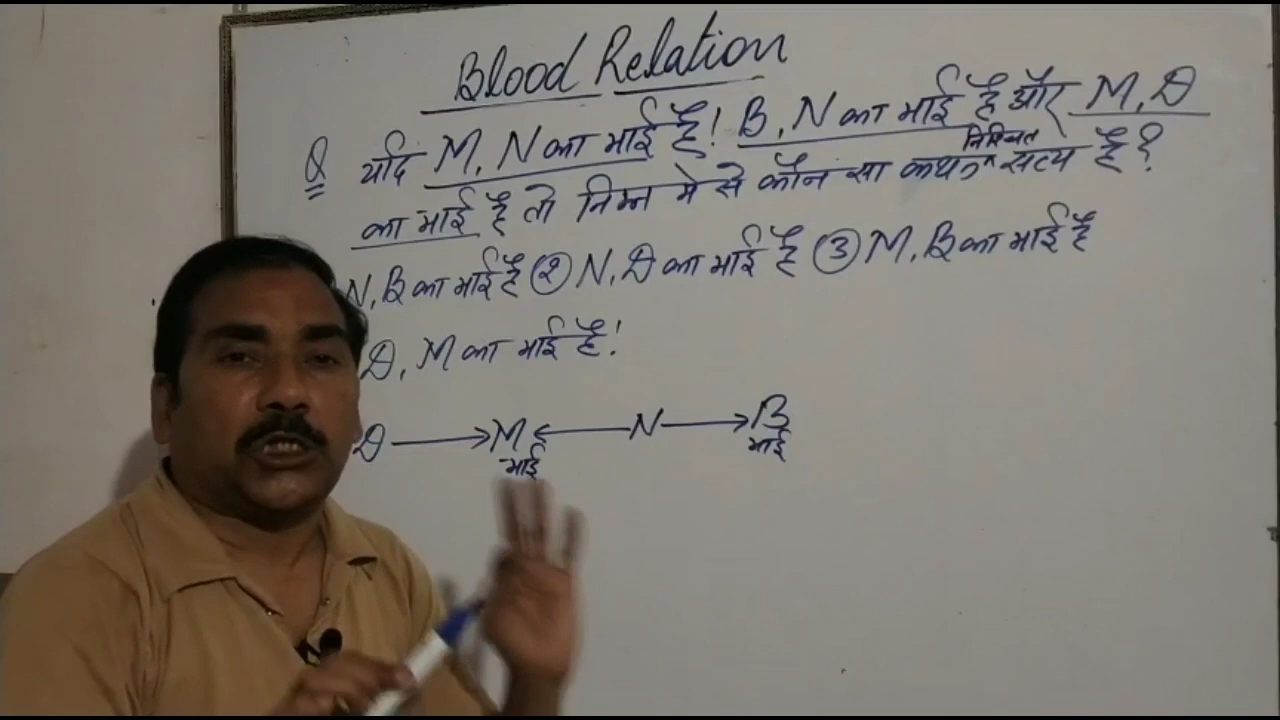 Blood Relation
Q यदि M, N का भाई है! B, N का भाई है और M, D
निश्चित
का भाई है तो निम्न मे से कौन सा कथन ^ सत्य है?
N, B का भाई है ② N, D का भाई है ③ M, B का भाई है
D, M का भाई है!
D → M ← N → B
भाई भाई